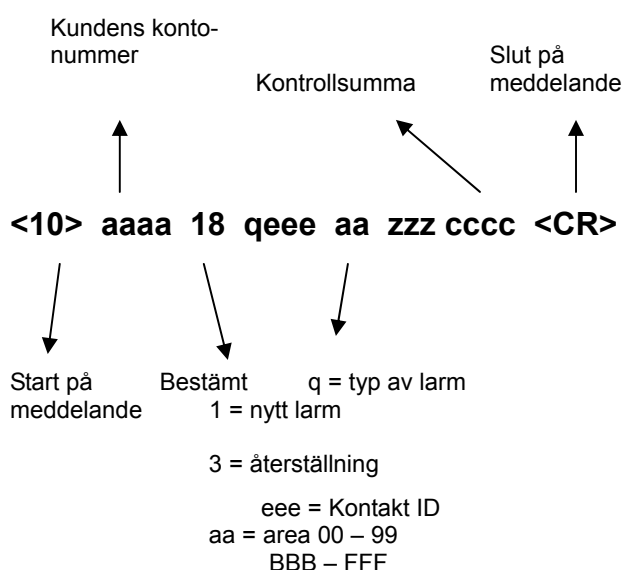 Kundens konto-
nummer
Slut på
meddelande
Kontrollsumma
<10> aaaa 18 qeee aa zzz cccc <CR>
Start på
meddelande
Bestämt
q = typ av larm
1 = nytt larm
3 = återställning
eee = Kontakt ID
aa = area 00 – 99
BBB – FFF